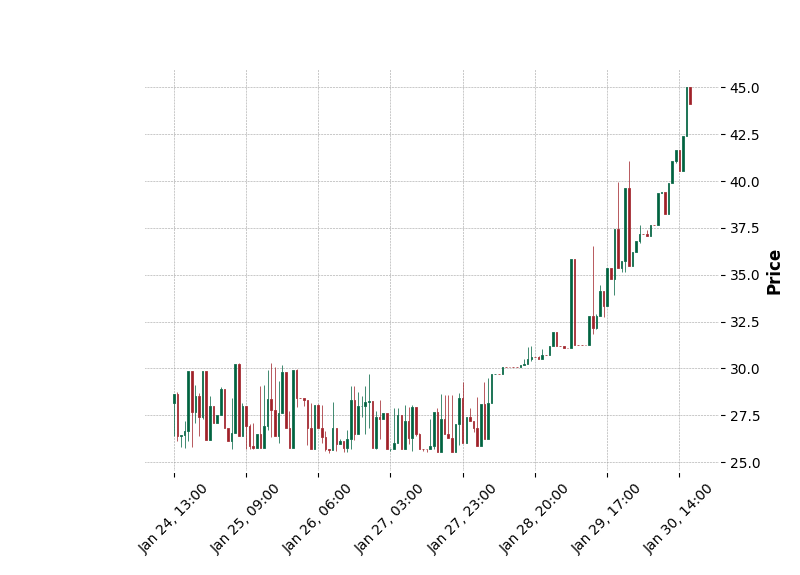 45.0
42.5
40.0
37.5
35.0
32.5
30.0
27.5
25.0
Price
Jan 24, 13:00
Jan 25, 09:00
Jan 26, 06:00
Jan 27, 03:00
Jan 27, 23:00
Jan 28, 20:00
Jan 29, 17:00
Jan 30, 14:00